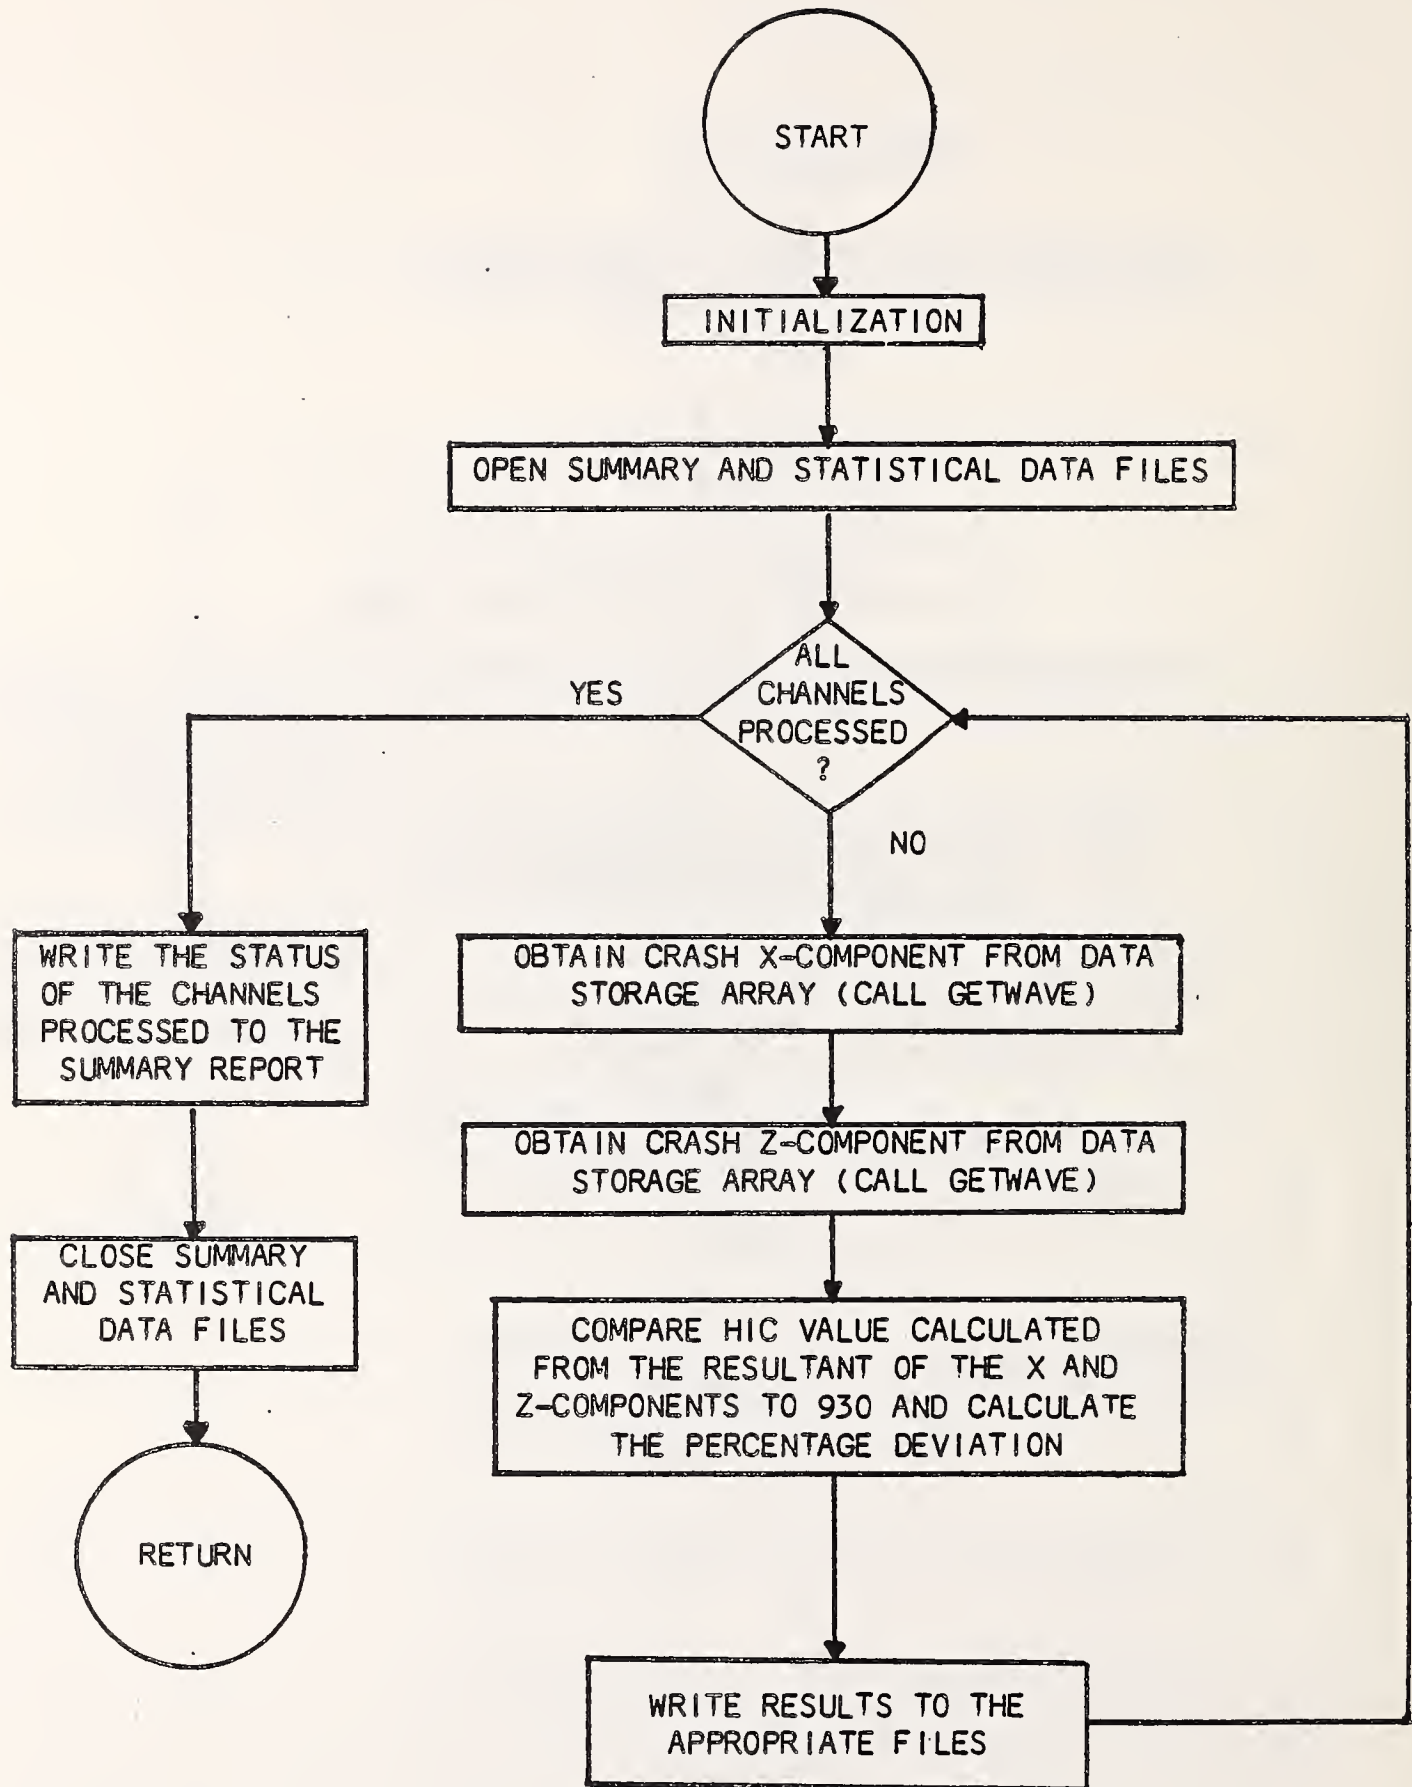 START
INITIALIZATION
OPEN SUMMARY AND STATISTICAL DATA FILES
ALL
CHANNELS
PROCESSED
?
YES
NO
WRITE THE STATUS
OF THE CHANNELS
PROCESSED TO THE
SUMMARY REPORT
CLOSE SUMMARY
AND STATISTICAL
DATA FILES
RETURN
OBTAIN CRASH X-COMPONENT FROM DATA
STORAGE ARRAY (CALL GETWAVE)
OBTAIN CRASH Z-COMPONENT FROM DATA
STORAGE ARRAY (CALL GETWAVE)
COMPARE HIC VALUE CALCULATED
FROM THE RESULTANT OF THE X AND
Z-COMPONENTS TO 930 AND CALCULATE
THE PERCENTAGE DEVIATION
WRITE RESULTS TO THE
APPROPRIATE FILES